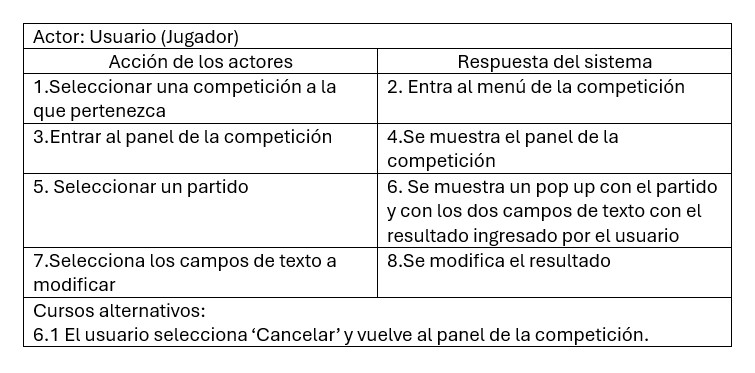 Actor: Usuario (Jugador)
Acción de los actores
Respuesta del sistema
1.Seleccionar una competición a la
que pertenezca
2. Entra al menú de la competición
3.Entrar al panel de la competición
4.Se muestra el panel de la
competición
5. Seleccionar un partido
6. Se muestra un pop up con el partido
y con los dos campos de texto con el
resultado ingresado por el usuario
7.Selecciona los campos de texto a
modificar
8.Se modifica el resultado
Cursos alternativos:
6.1 El usuario selecciona ‘Cancelar’ y vuelve al panel de la competición.